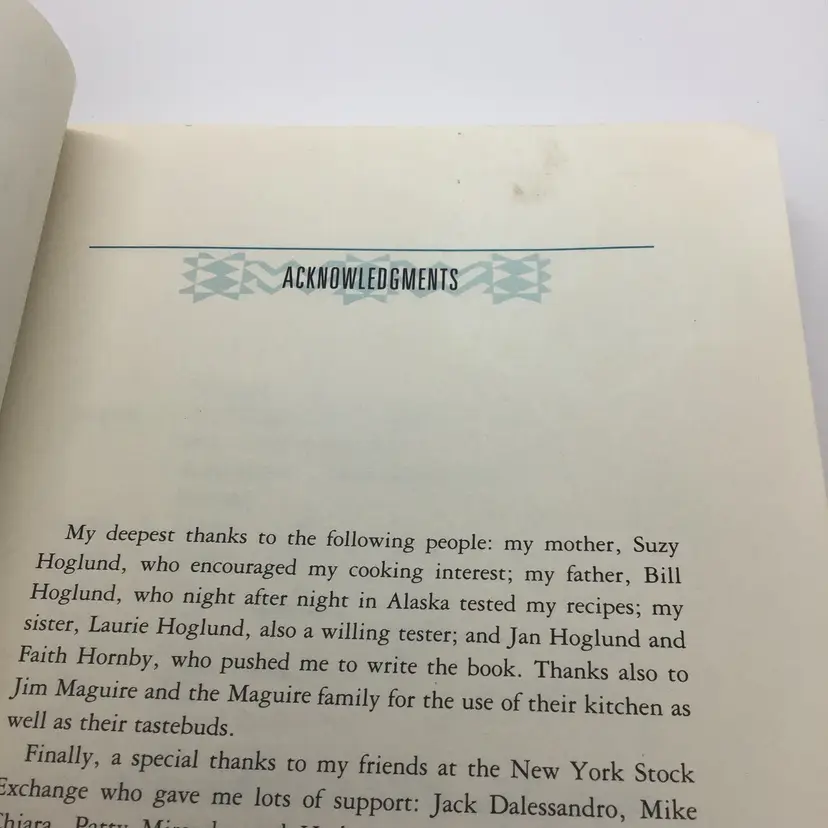 ACKNOWLEDGMENTS
My deepest thanks to the following people: my mother, Suzy
Hoglund, who encouraged my cooking interest; my father, Bill
Hoglund, who night after night in Alaska tested my recipes; my
sister, Laurie Hoglund, also a willing tester; and Jan Hoglund and
Faith Hornby, who pushed me to write the book. Thanks also to
Jim Maguire and the Maguire family for the use of their kitchen as
well as their tastebuds.
Finally, a special thanks to my friends at the New York Stock
Exchange who gave me lots of support: Jack Dalessandro, Mike
Chiara, Patty